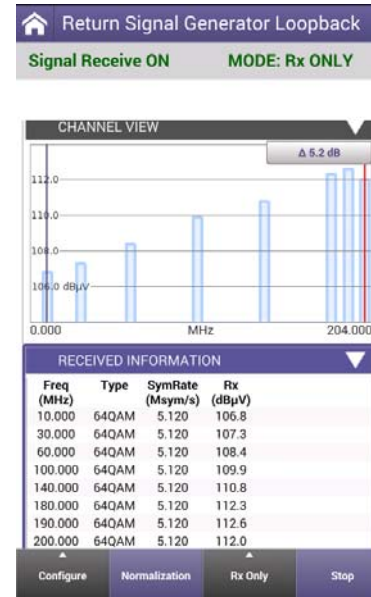 Return Signal Generator Loopback
Signal Receive ON MODE: Rx ONLY
CHANNEL VIEW
Δ 5.2 dB
112.0
110.0
108.0
106.0 dBµV
0.000 MHz 204.000
RECEIVED INFORMATION
Freq Type SymRate Rx
(MHz) (Msym/s) (dBµV)
10.000 64QAM 5.120 106.8
30.000 64QAM 5.120 107.3
60.000 64QAM 5.120 108.4
100.000 64QAM 5.120 109.9
140.000 64QAM 5.120 110.8
180.000 64QAM 5.120 112.3
190.000 64QAM 5.120 112.6
200.000 64QAM 5.120 112.0
Configure Normalization Rx Only Stop